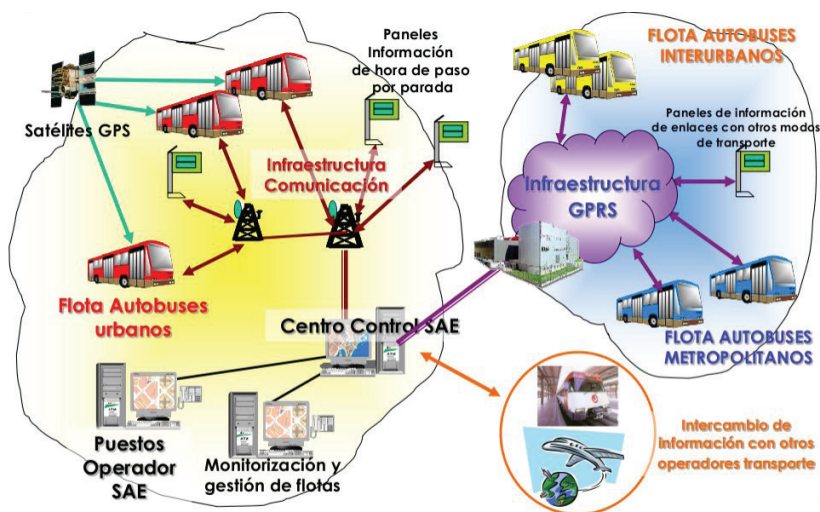 Paneles
Información
de hora de paso
por parada
Satélites GPS
Infraestructura
Comunicación
Flota Autobuses
urbanos
Centro Control SAE
Puestos
Operador
SAE
Monitorización y
gestión de flotas
FLOTA AUTOBUSES
INTERURBANOS
Paneles de información
de enlaces con otros modos
de transporte
Infraestructura
GPRS
FLOTA AUTOBUSES
METROPOLITANOS
Intercambio de
información con otros
operadores transporte